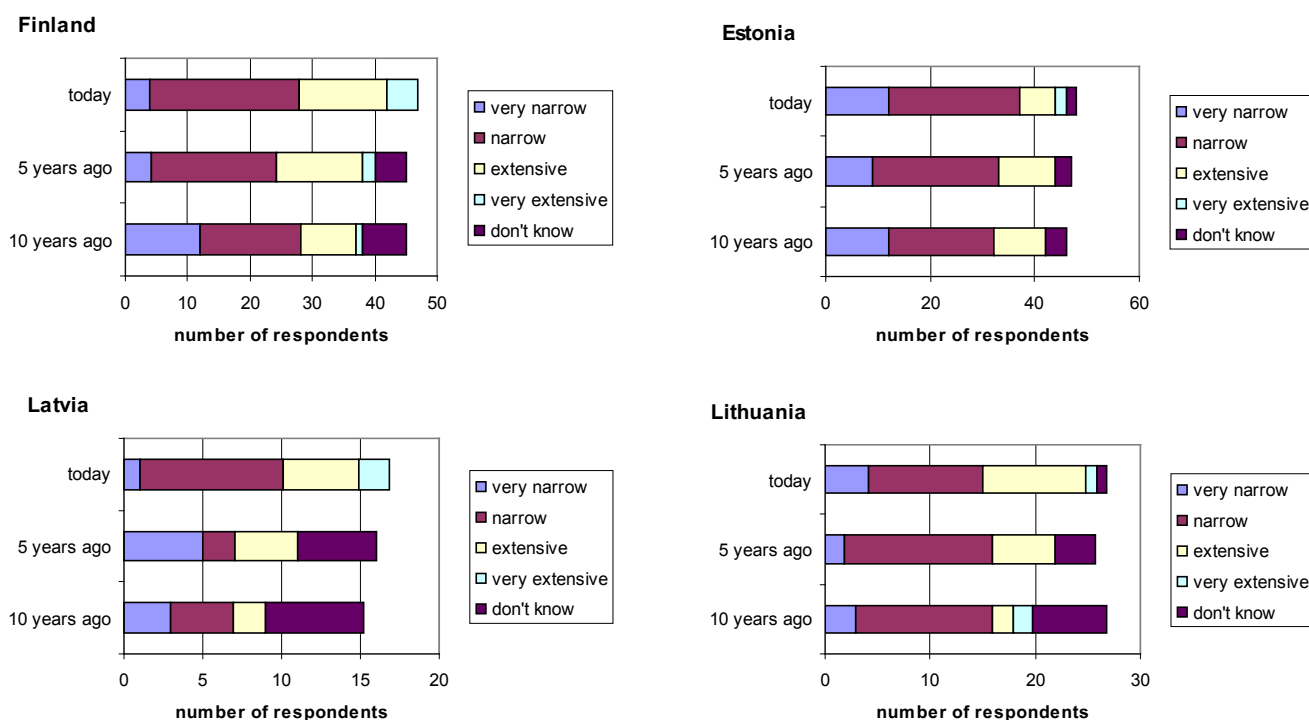 Finland
today
5 years ago
10 years ago
0 10 20 30 40 50
number of respondents
very narrow
narrow
extensive
very extensive
don't know
Estonia
today
5 years ago
10 years ago
0 20 40 60
number of respondents
very narrow
narrow
extensive
very extensive
don't know
Latvia
today
5 years ago
10 years ago
0 5 10 15 20
number of respondents
very narrow
narrow
extensive
very extensive
don't know
Lithuania
today
5 years ago
10 years ago
0 10 20 30
number of respondents
very narrow
narrow
extensive
very extensive
don't know